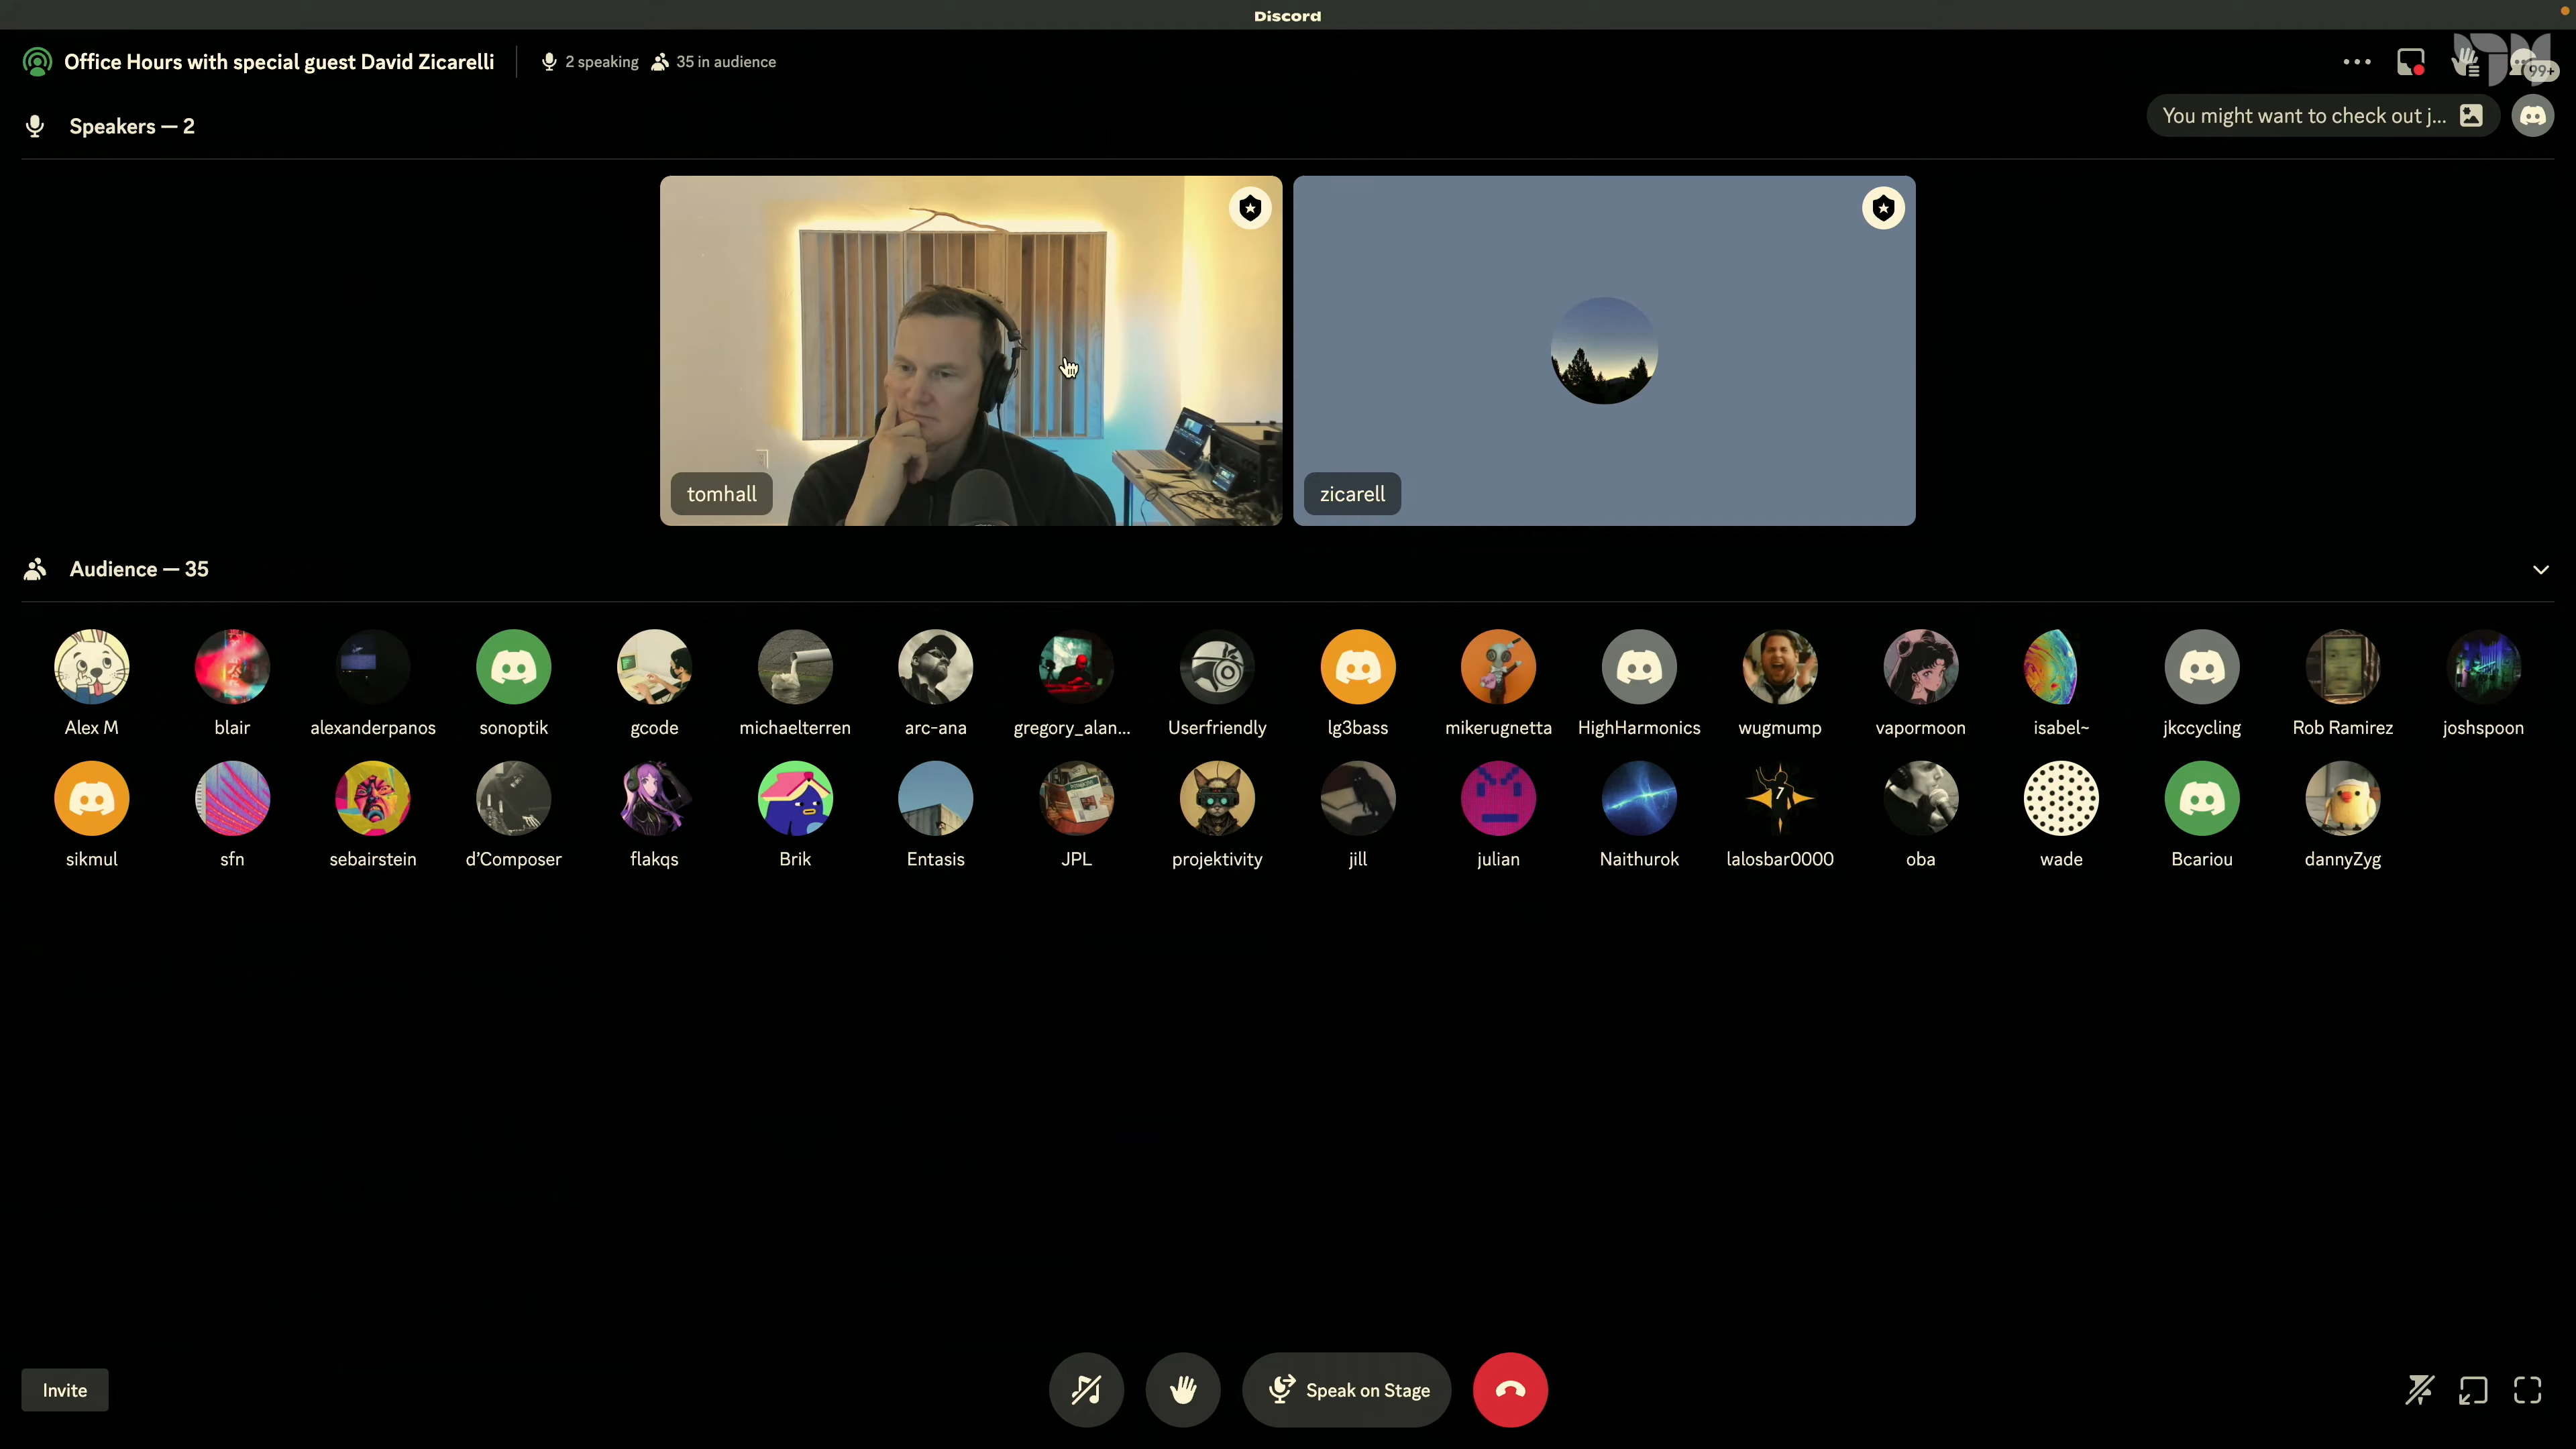 Discord
Office Hours with special guest David Zicarelli
2 speaking
35 in audience
99+
Speakers — 2
You might want to check out j...
tomhall
zicarell
Audience — 35
Alex M
blair
alexanderpanos
sonoptik
gcode
michaelterren
arc-ana
gregory_alan...
Userfriendly
lg3bass
mikerugnetta
HighHarmonics
wugmump
vapormoon
isabel~
jkccycling
Rob Ramirez
joshspoon
sikmul
sfn
sebairstein
d'Composer
flakqs
Brik
Entasis
JPL
projektivity
jill
julian
Naithurok
lalosbar0000
oba
wade
Bcariou
dannyZyg
Invite
Speak on Stage